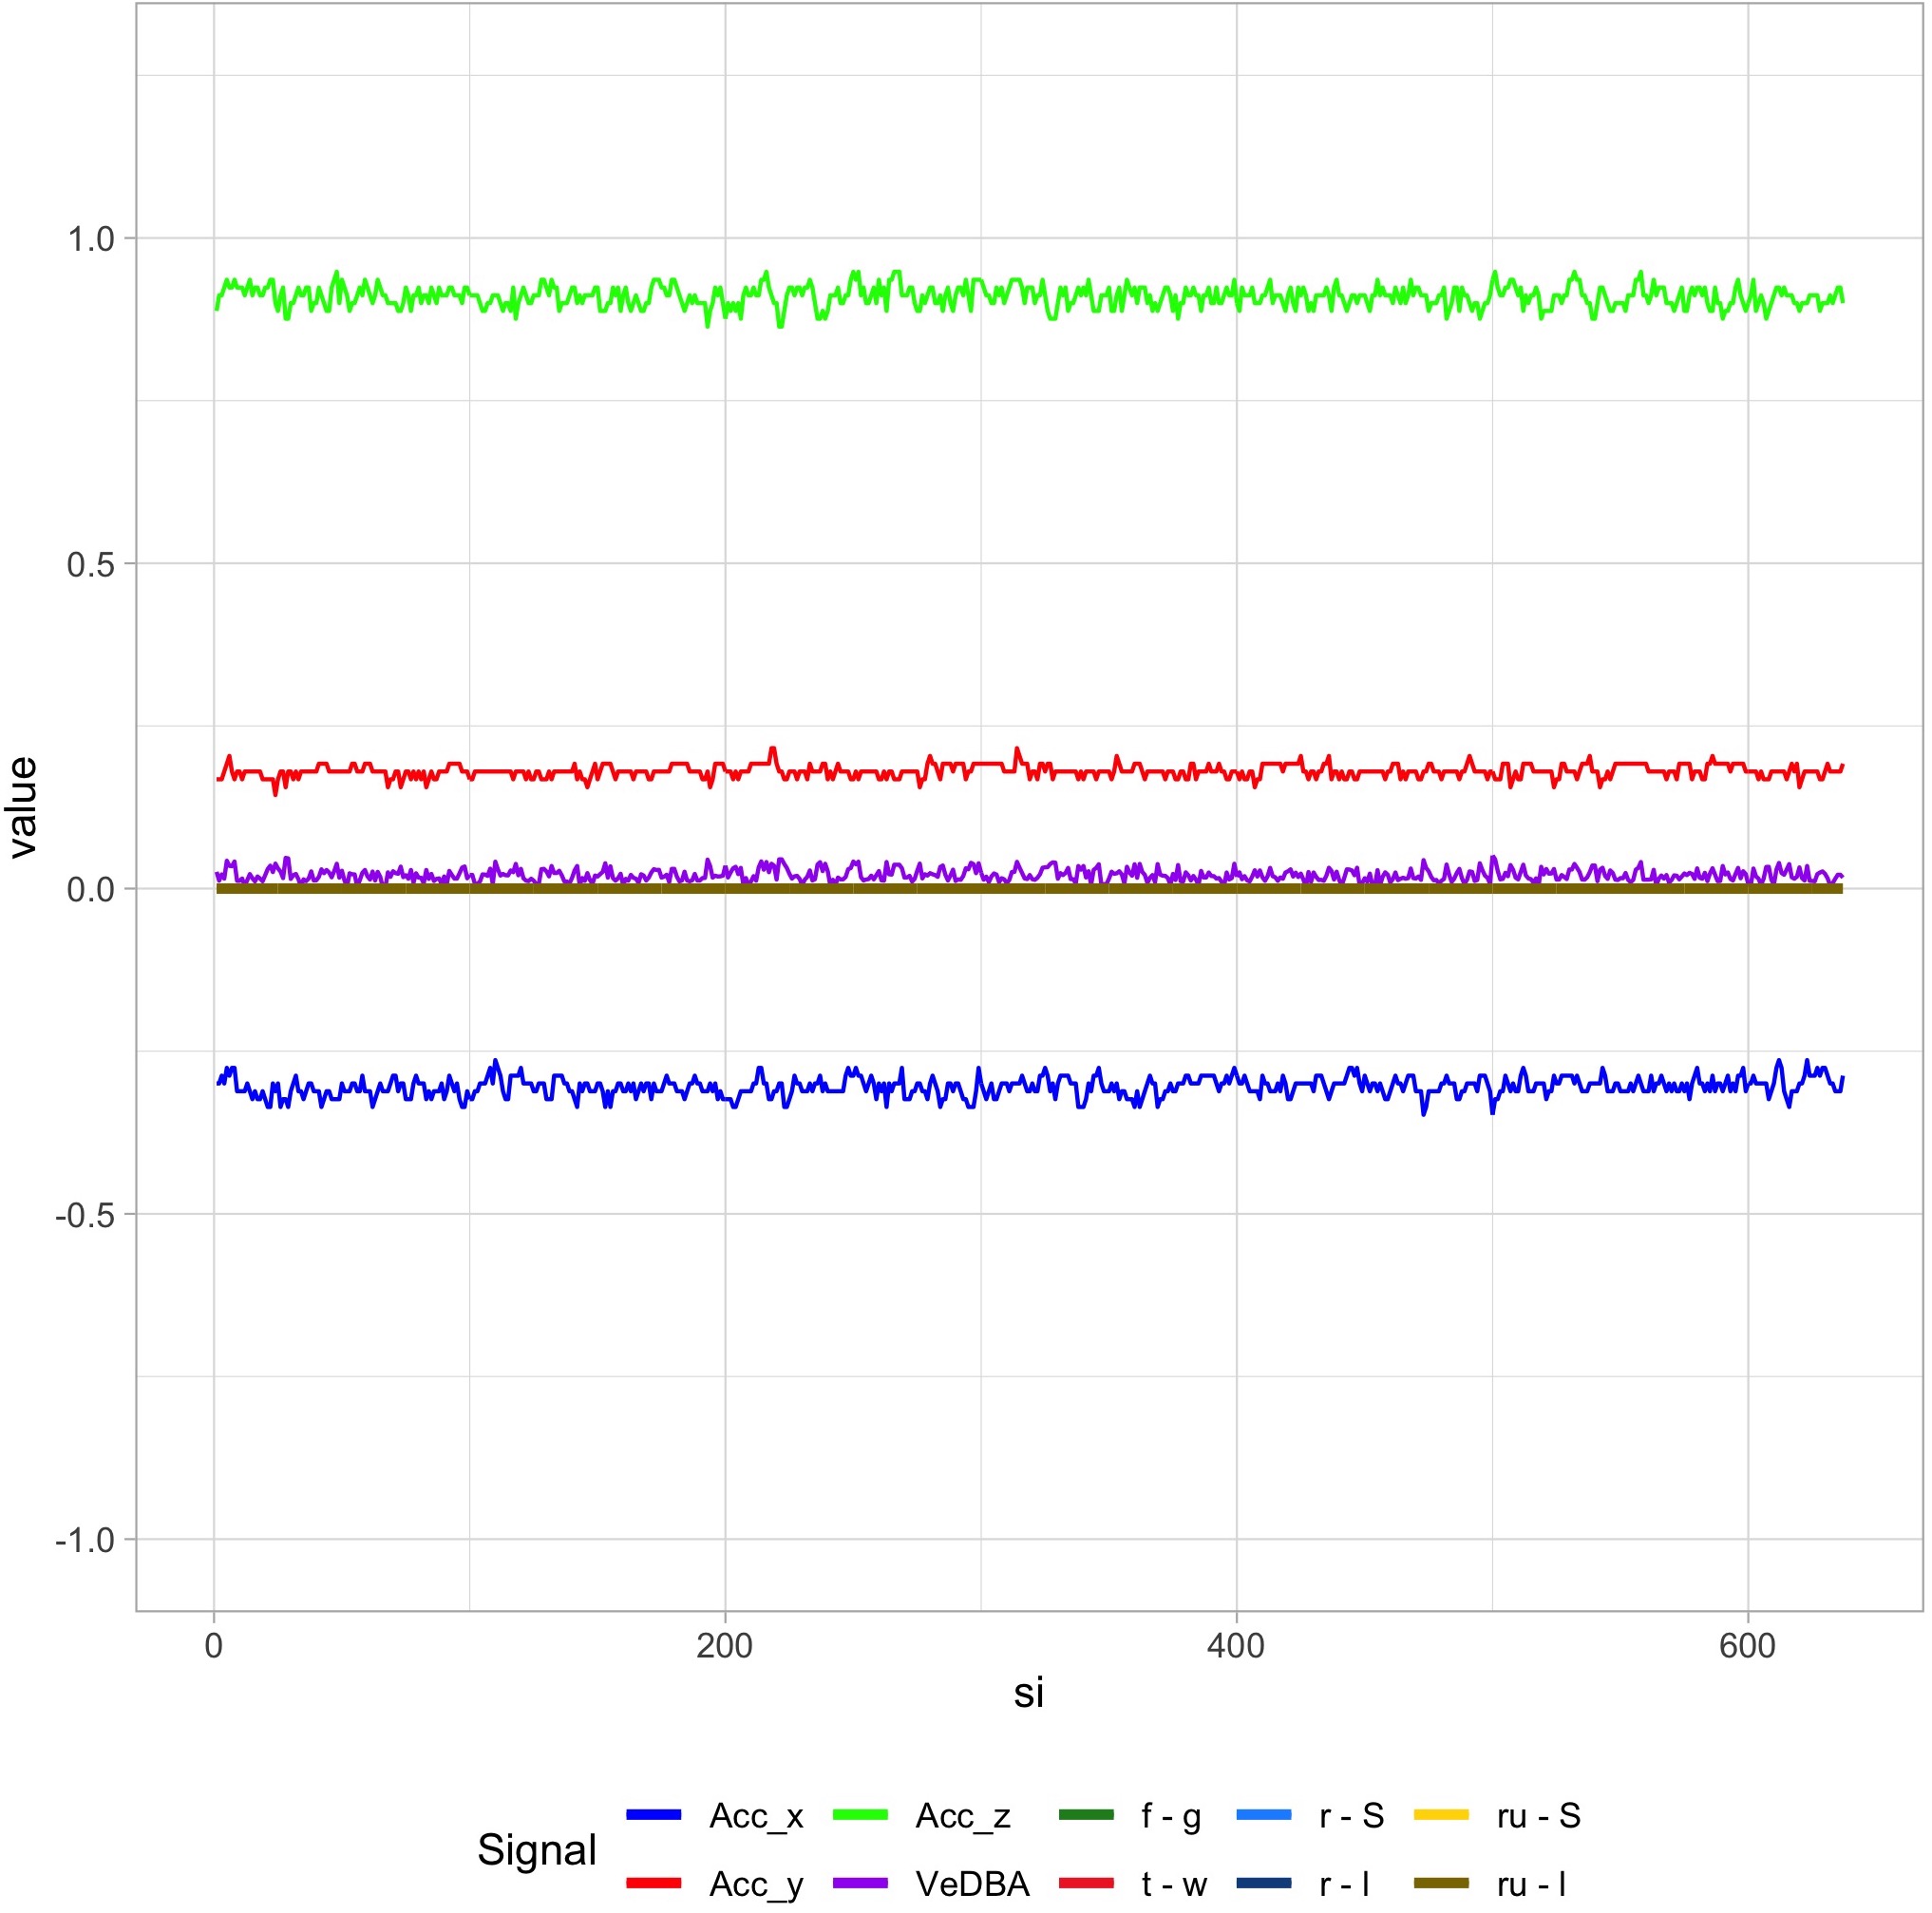 1.0
0.5
0.0
-0.5
-1.0
value
0 200 400 600
si
Signal
Acc_x Acc_z f - g r - S ru - S
Acc_y VeDBA t - w r - l ru - l